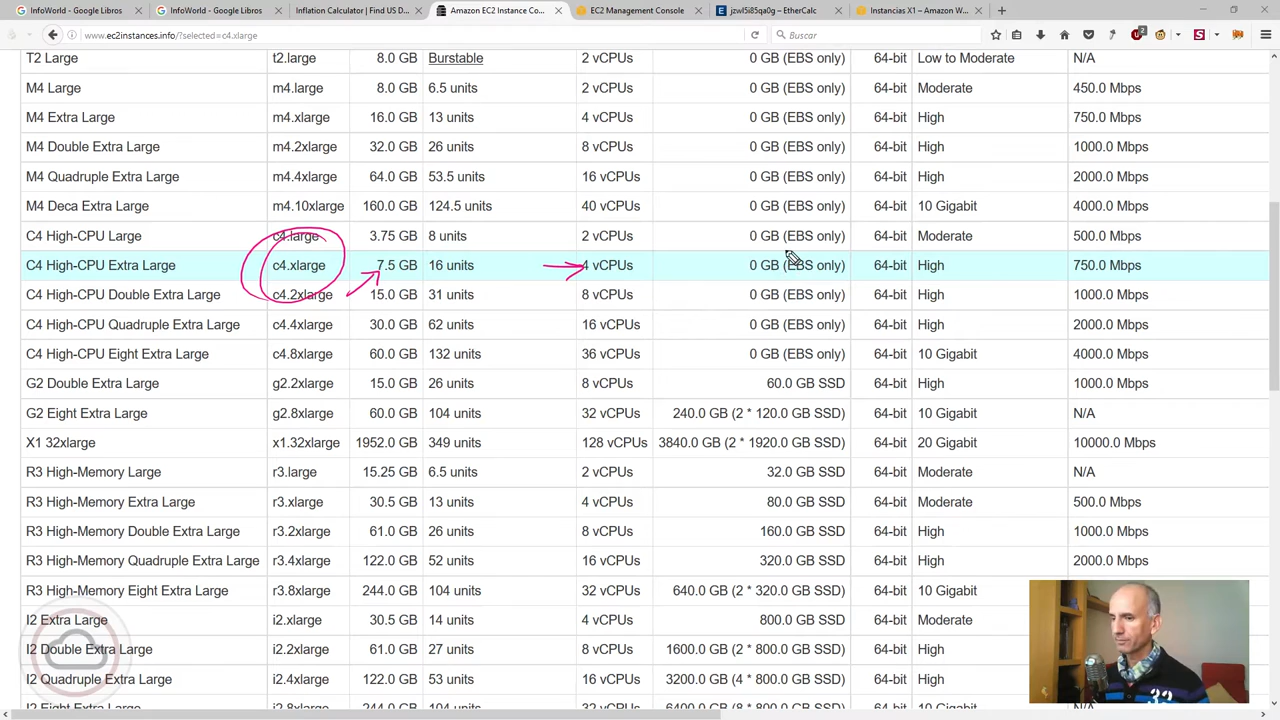 InfoWorld - Google Libros
InfoWorld - Google Libros
Inflation Calculator | Find US D...
Amazon EC2 Instance Co...
EC2 Management Console
jzwl5i85qa0g – EtherCalc
Instancias X1 – Amazon W...
www.ec2instances.info/?selected=c4.xlarge
Buscar
T2 Large t2.large 8.0 GB Burstable 2 vCPUs 0 GB (EBS only) 64-bit Low to Moderate N/A
M4 Large m4.large 8.0 GB 6.5 units 2 vCPUs 0 GB (EBS only) 64-bit Moderate 450.0 Mbps
M4 Extra Large m4.xlarge 16.0 GB 13 units 4 vCPUs 0 GB (EBS only) 64-bit High 750.0 Mbps
M4 Double Extra Large m4.2xlarge 32.0 GB 26 units 8 vCPUs 0 GB (EBS only) 64-bit High 1000.0 Mbps
M4 Quadruple Extra Large m4.4xlarge 64.0 GB 53.5 units 16 vCPUs 0 GB (EBS only) 64-bit High 2000.0 Mbps
M4 Deca Extra Large m4.10xlarge 160.0 GB 124.5 units 40 vCPUs 0 GB (EBS only) 64-bit 10 Gigabit 4000.0 Mbps
C4 High-CPU Large c4.large 3.75 GB 8 units 2 vCPUs 0 GB (EBS only) 64-bit Moderate 500.0 Mbps
C4 High-CPU Extra Large c4.xlarge 7.5 GB 16 units 4 vCPUs 0 GB (EBS only) 64-bit High 750.0 Mbps
C4 High-CPU Double Extra Large c4.2xlarge 15.0 GB 31 units 8 vCPUs 0 GB (EBS only) 64-bit High 1000.0 Mbps
C4 High-CPU Quadruple Extra Large c4.4xlarge 30.0 GB 62 units 16 vCPUs 0 GB (EBS only) 64-bit High 2000.0 Mbps
C4 High-CPU Eight Extra Large c4.8xlarge 60.0 GB 132 units 36 vCPUs 0 GB (EBS only) 64-bit 10 Gigabit 4000.0 Mbps
G2 Double Extra Large g2.2xlarge 15.0 GB 26 units 8 vCPUs 60.0 GB SSD 64-bit High 1000.0 Mbps
G2 Eight Extra Large g2.8xlarge 60.0 GB 104 units 32 vCPUs 240.0 GB (2 * 120.0 GB SSD) 64-bit 10 Gigabit N/A
X1 32xlarge x1.32xlarge 1952.0 GB 349 units 128 vCPUs 3840.0 GB (2 * 1920.0 GB SSD) 64-bit 20 Gigabit 10000.0 Mbps
R3 High-Memory Large r3.large 15.25 GB 6.5 units 2 vCPUs 32.0 GB SSD 64-bit Moderate N/A
R3 High-Memory Extra Large r3.xlarge 30.5 GB 13 units 4 vCPUs 80.0 GB SSD 64-bit Moderate 500.0 Mbps
R3 High-Memory Double Extra Large r3.2xlarge 61.0 GB 26 units 8 vCPUs 160.0 GB SSD 64-bit High 1000.0 Mbps
R3 High-Memory Quadruple Extra Large r3.4xlarge 122.0 GB 52 units 16 vCPUs 320.0 GB SSD 64-bit High 2000.0 Mbps
R3 High-Memory Eight Extra Large r3.8xlarge 244.0 GB 104 units 32 vCPUs 640.0 GB (2 * 320.0 GB SSD) 64-bit 10 Gigabit
I2 Extra Large i2.xlarge 30.5 GB 14 units 4 vCPUs 800.0 GB SSD 64-bit Moderate
I2 Double Extra Large i2.2xlarge 61.0 GB 27 units 8 vCPUs 1600.0 GB (2 * 800.0 GB SSD) 64-bit High
I2 Quadruple Extra Large i2.4xlarge 122.0 GB 53 units 16 vCPUs 3200.0 GB (4 * 800.0 GB SSD) 64-bit High
I2 Eight Extra Large i2.8xlarge 244.0 GB 104 units 32 vCPUs 6400.0 GB (8 * 800.0 GB SSD) 64-bit 10 Gigabit